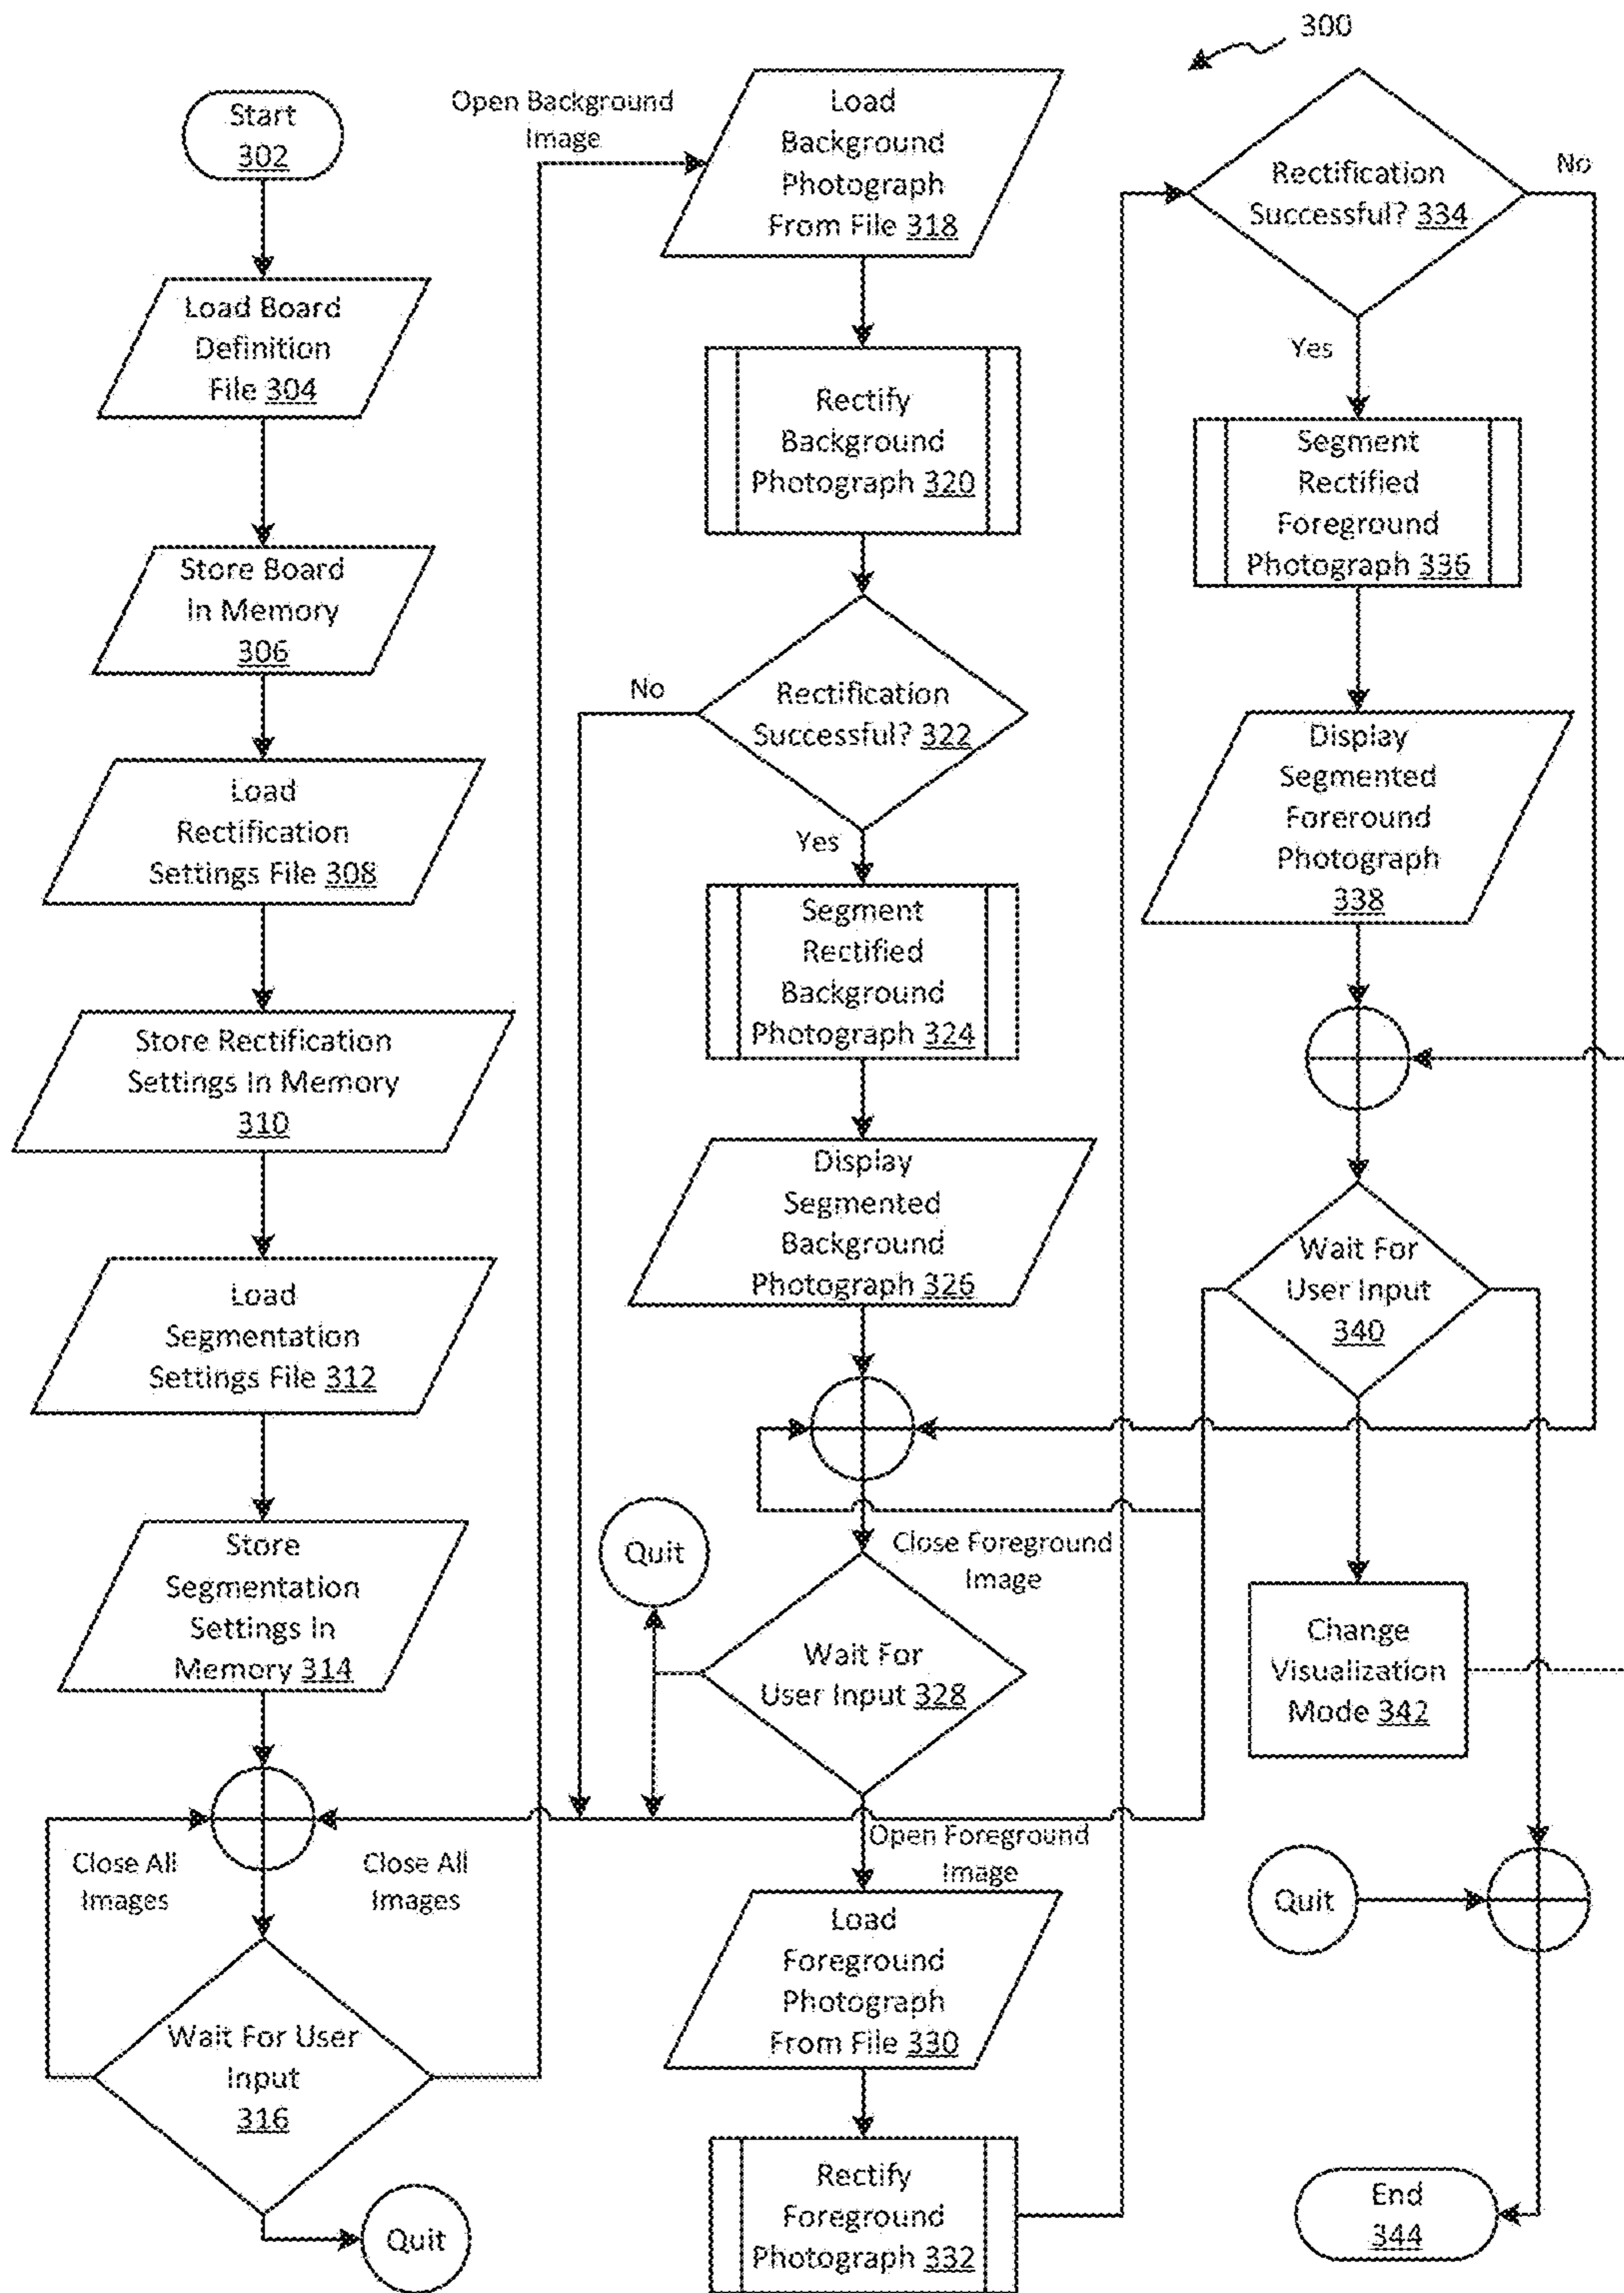 300
Start
302
Load Board
Definition
File 304
Store Board
in Memory
306
Load
Rectification
Settings File 308
Store Rectification
Settings In Memory
310
Load
Segmentation
Settings File 312
Store
Segmentation
Settings in
Memory 314
Close All
Images
Close All
Images
Wait For User
Input
316
Quit
Open Background
Image
Load
Background
Photograph
From File 318
Rectify
Background
Photograph 320
Rectification
Successful? 322
No
Yes
Segment
Rectified
Background
Photograph 324
Display
Segmented
Background
Photograph 326
Quit
Close Foreground
Image
Wait For
User Input 328
Open Foreground
Image
Load
Foreground
Photograph
From File 330
Rectify
Foreground
Photograph 332
Rectification
Successful? 334
No
Yes
Segment
Rectified
Foreground
Photograph 336
Display
Segmented
Foreround
Photograph
338
Wait For
User Input
340
Change
Visualization
Mode 342
Quit
End
344